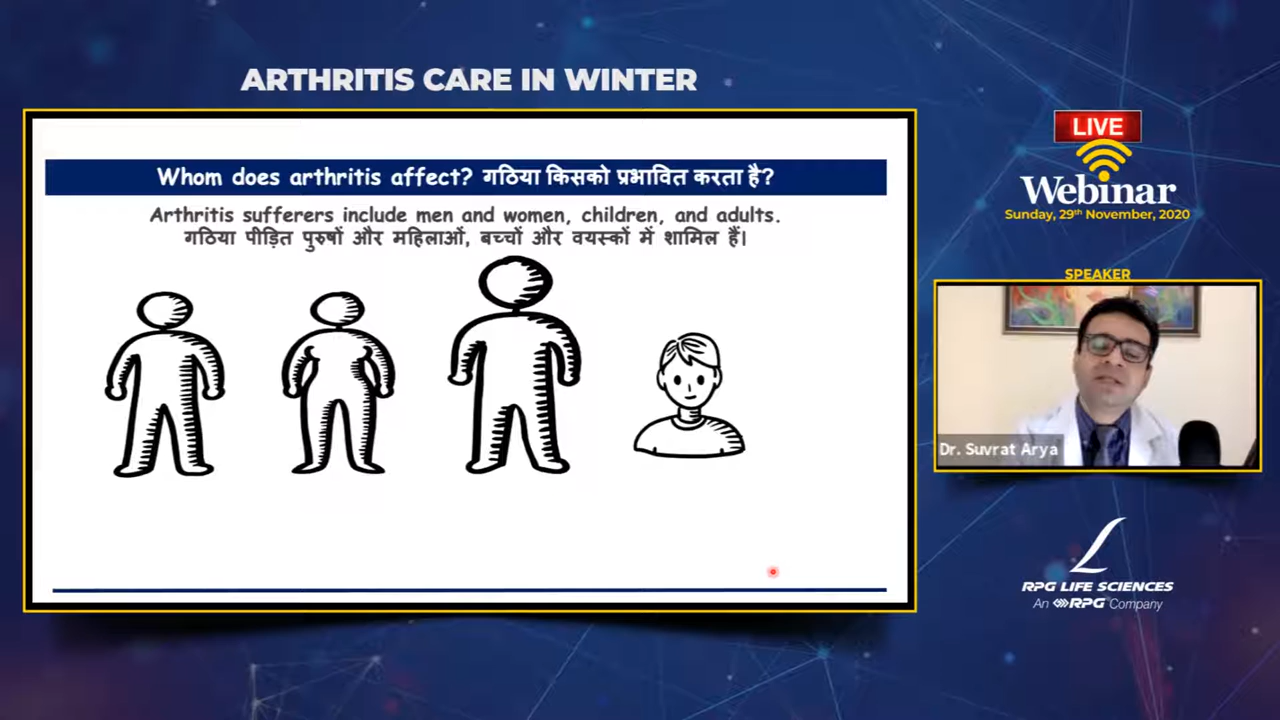 ARTHRITIS CARE IN WINTER
Whom does arthritis affect? गठिया किसको प्रभावित करता है?
Arthritis sufferers include men and women, children, and adults.
गठिया पीड़ित पुरुषों और महिलाओं, बच्चों और वयस्कों में शामिल हैं।
LIVE
Webinar
Sunday, 29th November, 2020
SPEAKER
Dr. Suvrat Arya
RPG LIFE SCIENCES
An RPG Company